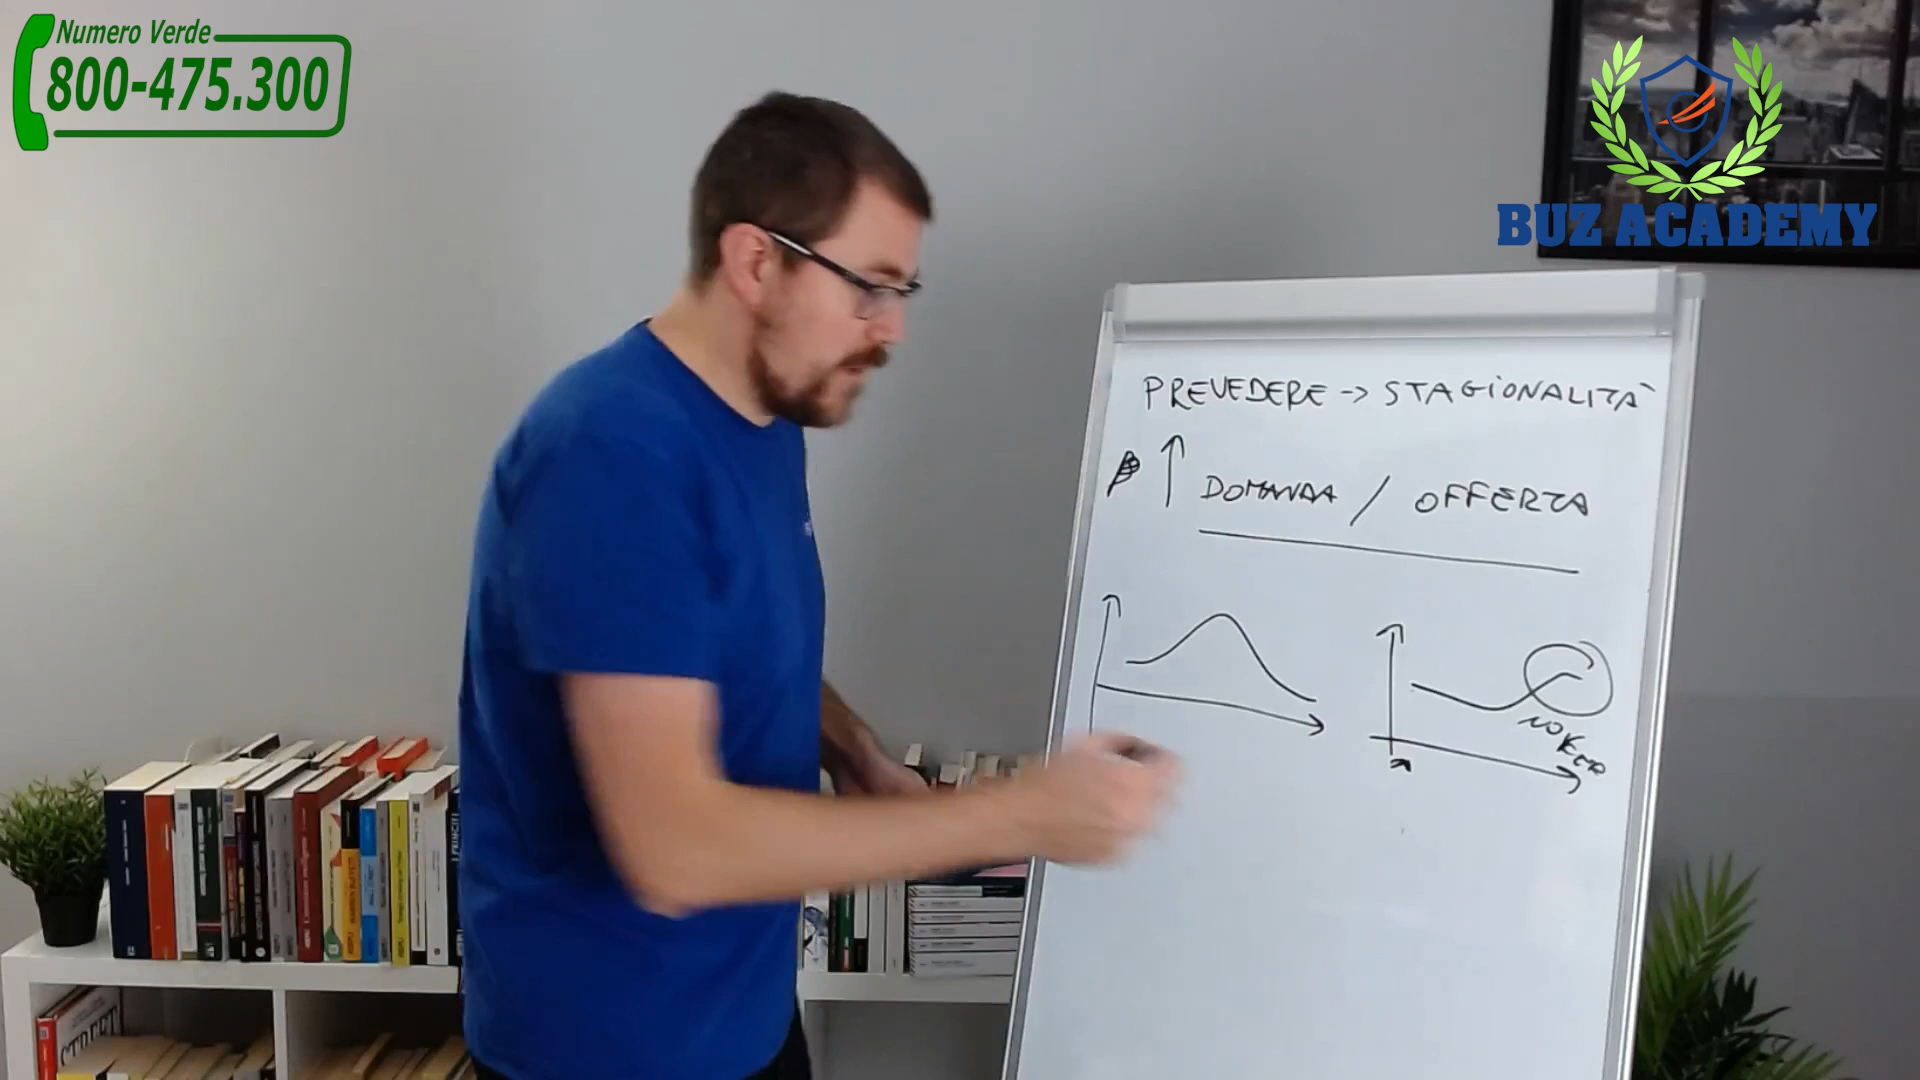 Numero Verde
800-475.300
BUZ ACADEMY
PREVEDERE -> STAGIONALITÀ
DOMANDA / OFFERTA